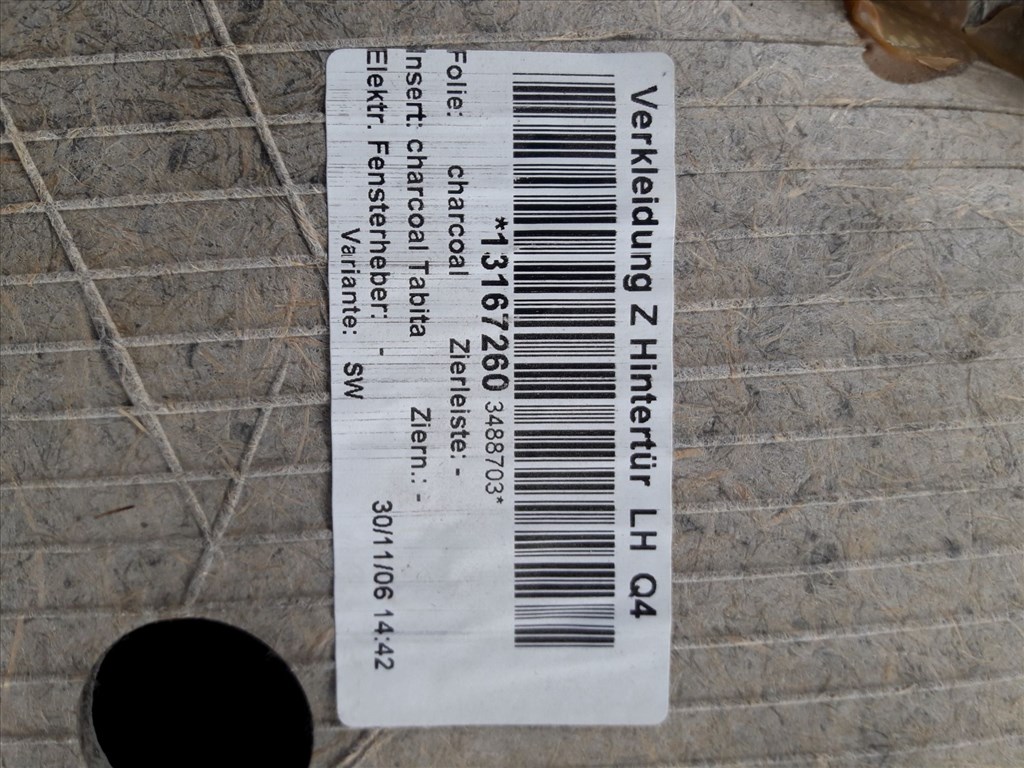 Verkleidung Z Hintertür LH Q4
*13167260 3488703*
Folie: charcoal Zierleiste: -
Insert: charcoal Tabita Ziern.: -
Elektr. Fensterheber: - 30/11/06 14:42
Variante: SW